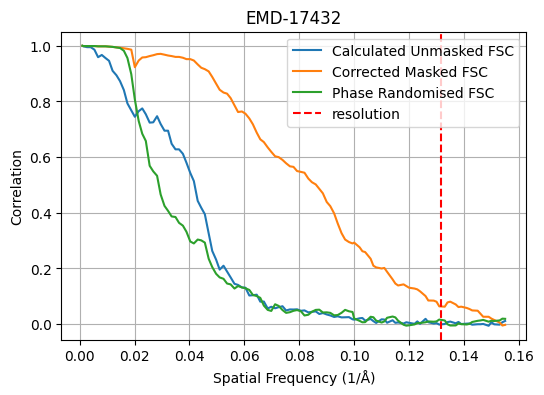 EMD-17432
Calculated Unmasked FSC
Corrected Masked FSC
Phase Randomised FSC
resolution
Correlation
1.0
0.8
0.6
0.4
0.2
0.0
0.00 0.02 0.04 0.06 0.08 0.10 0.12 0.14 0.16
Spatial Frequency (1/Å)